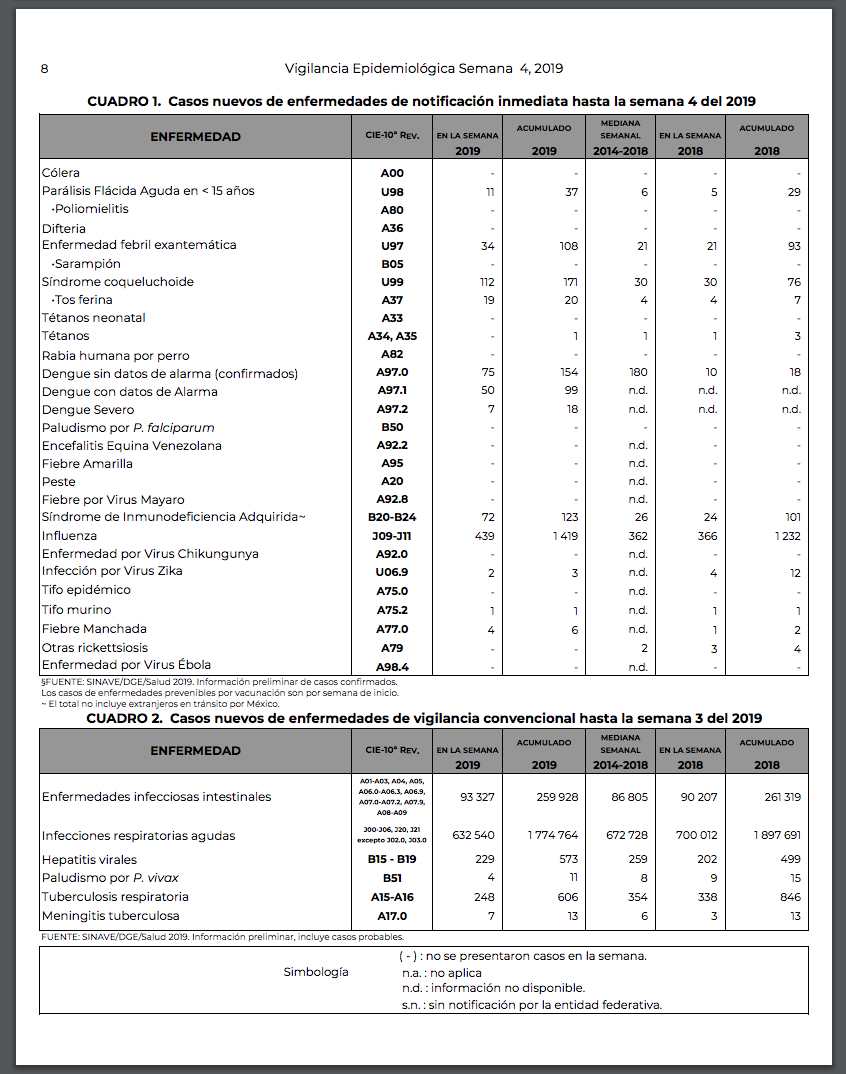 8
Vigilancia Epidemiológica Semana 4, 2019
CUADRO 1. Casos nuevos de enfermedades de notificación inmediata hasta la semana 4 del 2019
ENFERMEDAD CIE-10ª REV. EN LA SEMANA 2019 ACUMULADO 2019 MEDIANA SEMANAL 2014-2018 EN LA SEMANA 2018 ACUMULADO 2018
Cólera A00 - - - - -
Parálisis Flácida Aguda en < 15 años U98 11 37 6 5 29
·Poliomielitis A80 - - - - -
Difteria A36 - - - - -
Enfermedad febril exantemática U97 34 108 21 21 93
·Sarampión B05 - - - - -
Síndrome coqueluchoide U99 112 171 30 30 76
·Tos ferina A37 19 20 4 4 7
Tétanos neonatal A33 - - - - -
Tétanos A34, A35 - 1 1 1 3
Rabia humana por perro A82 - - - - -
Dengue sin datos de alarma (confirmados) A97.0 75 154 180 10 18
Dengue con datos de Alarma A97.1 50 99 n.d. n.d. n.d.
Dengue Severo A97.2 7 18 n.d. n.d. n.d.
Paludismo por P. falciparum B50 - - - - -
Encefalitis Equina Venezolana A92.2 - - n.d. - -
Fiebre Amarilla A95 - - n.d. - -
Peste A20 - - n.d. - -
Fiebre por Virus Mayaro A92.8 - - n.d. - -
Síndrome de Inmunodeficiencia Adquirida~ B20-B24 72 123 26 24 101
Influenza J09-J11 439 1 419 362 366 1 232
Enfermedad por Virus Chikungunya A92.0 - - n.d. - -
Infección por Virus Zika U06.9 2 3 n.d. 4 12
Tifo epidémico A75.0 - - n.d. - -
Tifo murino A75.2 1 1 n.d. 1 1
Fiebre Manchada A77.0 4 6 n.d. 1 2
Otras rickettsiosis A79 - - 2 3 4
Enfermedad por Virus Ébola A98.4 - - n.d. - -
§FUENTE: SINAVE/DGE/Salud 2019. Información preliminar de casos confirmados.
Los casos de enfermedades prevenibles por vacunación son por semana de inicio.
~ El total no incluye extranjeros en tránsito por México.
CUADRO 2. Casos nuevos de enfermedades de vigilancia convencional hasta la semana 3 del 2019
ENFERMEDAD CIE-10ª REV. EN LA SEMANA 2019 ACUMULADO 2019 MEDIANA SEMANAL 2014-2018 EN LA SEMANA 2018 ACUMULADO 2018
Enfermedades infecciosas intestinales A01-A03, A04, A05, A06.0-A06.3, A06.9, A07.0-A07.2, A07.9, A08-A09 93 327 259 928 86 805 90 207 261 319
Infecciones respiratorias agudas J00-J06, J20, J21 excepto J02.0, J03.0 632 540 1 774 764 672 728 700 012 1 897 691
Hepatitis virales B15 - B19 229 573 259 202 499
Paludismo por P. vivax B51 4 11 8 9 15
Tuberculosis respiratoria A15-A16 248 606 354 338 846
Meningitis tuberculosa A17.0 7 13 6 3 13
FUENTE: SINAVE/DGE/Salud 2019. Información preliminar, incluye casos probables.
Simbología
( - ) : no se presentaron casos en la semana.
n.a. : no aplica
n.d. : información no disponible.
s.n. : sin notificación por la entidad federativa.